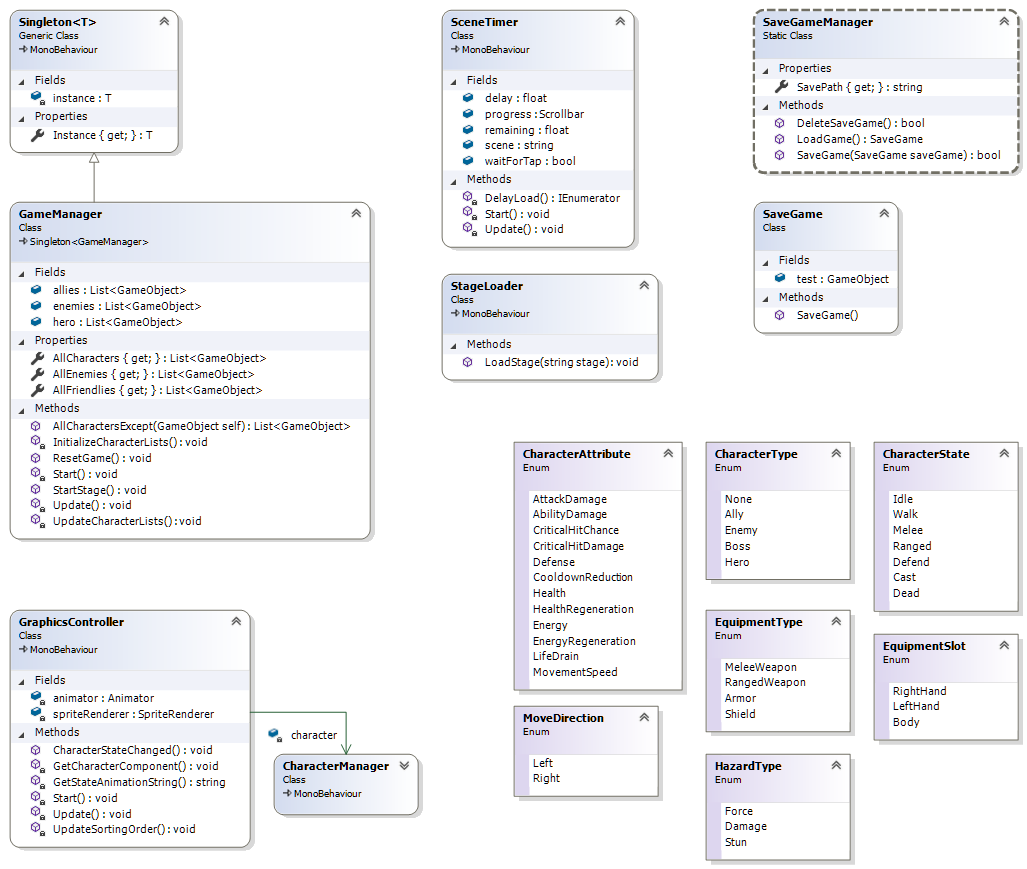 Singleton<T>
Generic Class
MonoBehaviour
Fields
instance : T
Properties
Instance { get; } : T
GameManager
Class
Singleton<GameManager>
Fields
allies : List<GameObject>
enemies : List<GameObject>
hero : List<GameObject>
Properties
AllCharacters { get; } : List<GameObject>
AllEnemies { get; } : List<GameObject>
AllFriendlies { get; } : List<GameObject>
Methods
AllCharactersExcept(GameObject self) : List<GameObject>
InitializeCharacterLists() : void
ResetGame() : void
Start() : void
StartStage() : void
Update() : void
UpdateCharacterLists() : void
GraphicsController
Class
MonoBehaviour
Fields
animator : Animator
spriteRenderer : SpriteRenderer
Methods
CharacterStateChanged() : void
GetCharacterComponent() : void
GetStateAnimationString() : string
Start() : void
Update() : void
UpdateSortingOrder() : void
character
CharacterManager
Class
MonoBehaviour
SceneTimer
Class
MonoBehaviour
Fields
delay : float
progress : Scrollbar
remaining : float
scene : string
waitForTap : bool
Methods
DelayLoad() : IEnumerator
Start() : void
Update() : void
StageLoader
Class
MonoBehaviour
Methods
LoadStage(string stage) : void
SaveGameManager
Static Class
Properties
SavePath { get; } : string
Methods
DeleteSaveGame() : bool
LoadGame() : SaveGame
SaveGame(SaveGame saveGame) : bool
SaveGame
Class
Fields
test : GameObject
Methods
SaveGame()
CharacterAttribute
Enum
AttackDamage
AbilityDamage
CriticalHitChance
CriticalHitDamage
Defense
CooldownReduction
Health
HealthRegeneration
Energy
EnergyRegeneration
LifeDrain
MovementSpeed
CharacterType
Enum
None
Ally
Enemy
Boss
Hero
CharacterState
Enum
Idle
Walk
Melee
Ranged
Defend
Cast
Dead
EquipmentType
Enum
MeleeWeapon
RangedWeapon
Armor
Shield
EquipmentSlot
Enum
RightHand
LeftHand
Body
MoveDirection
Enum
Left
Right
HazardType
Enum
Force
Damage
Stun